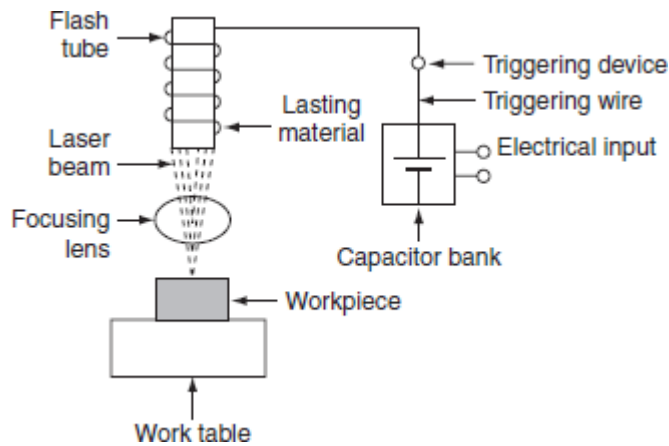 Flash
tube
Triggering device
Triggering wire
Lasting
material
Electrical input
Laser
beam
Focusing
lens
Capacitor bank
Workpiece
Work table